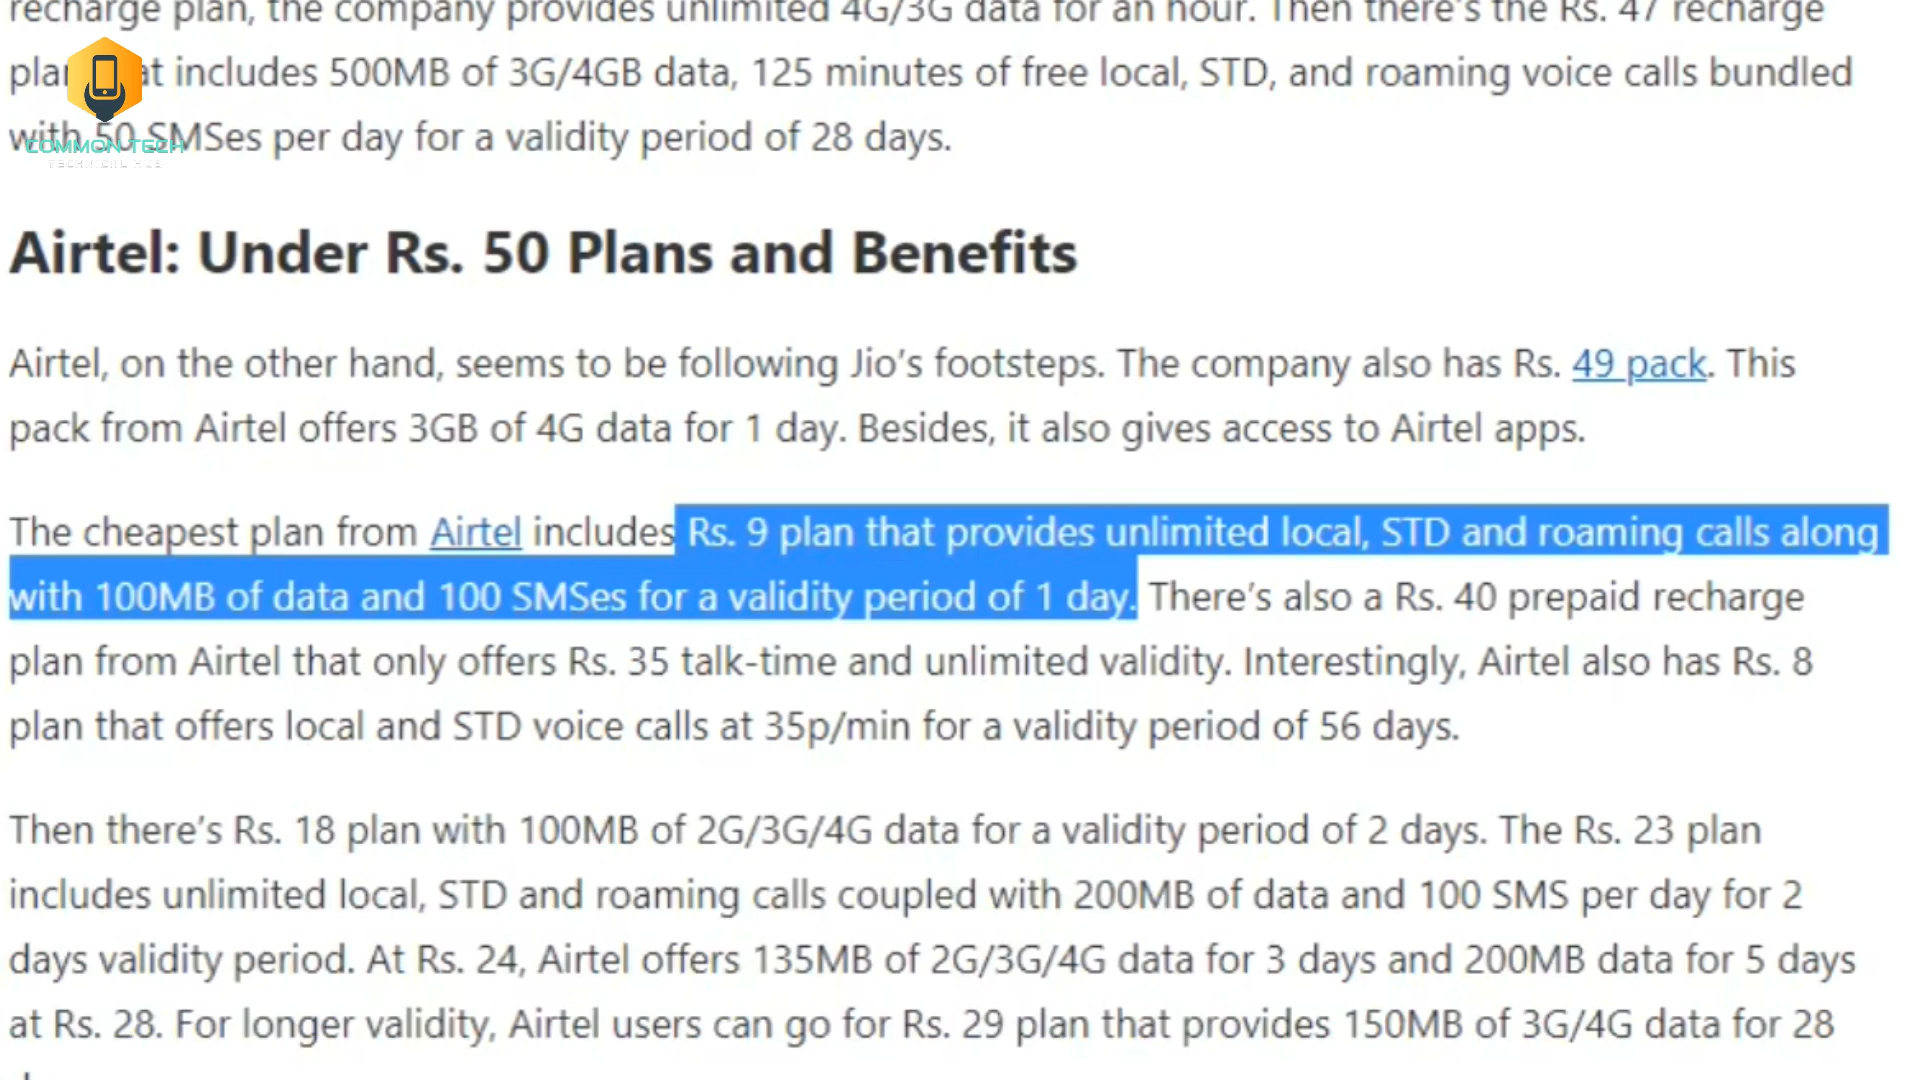 recharge plan, the company provides unlimited 4G/3G data for an hour. Then there's the Rs. 47 recharge
at includes 500MB of 3G/4GB data, 125 minutes of free local, STD, and roaming voice calls bundled
with 50 SMSes per day for a validity period of 28 days.
COMMON TECH
Airtel: Under Rs. 50 Plans and Benefits
Airtel, on the other hand, seems to be following Jio's footsteps. The company also has Rs. 49 pack. This
pack from Airtel offers 3GB of 4G data for 1 day. Besides, it also gives access to Airtel apps.
The cheapest plan from Airtel includes Rs. 9 plan that provides unlimited local, STD and roaming calls along
with 100MB of data and 100 SMSes for a validity period of 1 day. There's also a Rs. 40 prepaid recharge
plan from Airtel that only offers Rs. 35 talk-time and unlimited validity. Interestingly, Airtel also has Rs. 8
plan that offers local and STD voice calls at 35p/min for a validity period of 56 days.
Then there's Rs. 18 plan with 100MB of 2G/3G/4G data for a validity period of 2 days. The Rs. 23 plan
includes unlimited local, STD and roaming calls coupled with 200MB of data and 100 SMS per day for 2
days validity period. At Rs. 24, Airtel offers 135MB of 2G/3G/4G data for 3 days and 200MB data for 5 days
at Rs. 28. For longer validity, Airtel users can go for Rs. 29 plan that provides 150MB of 3G/4G data for 28